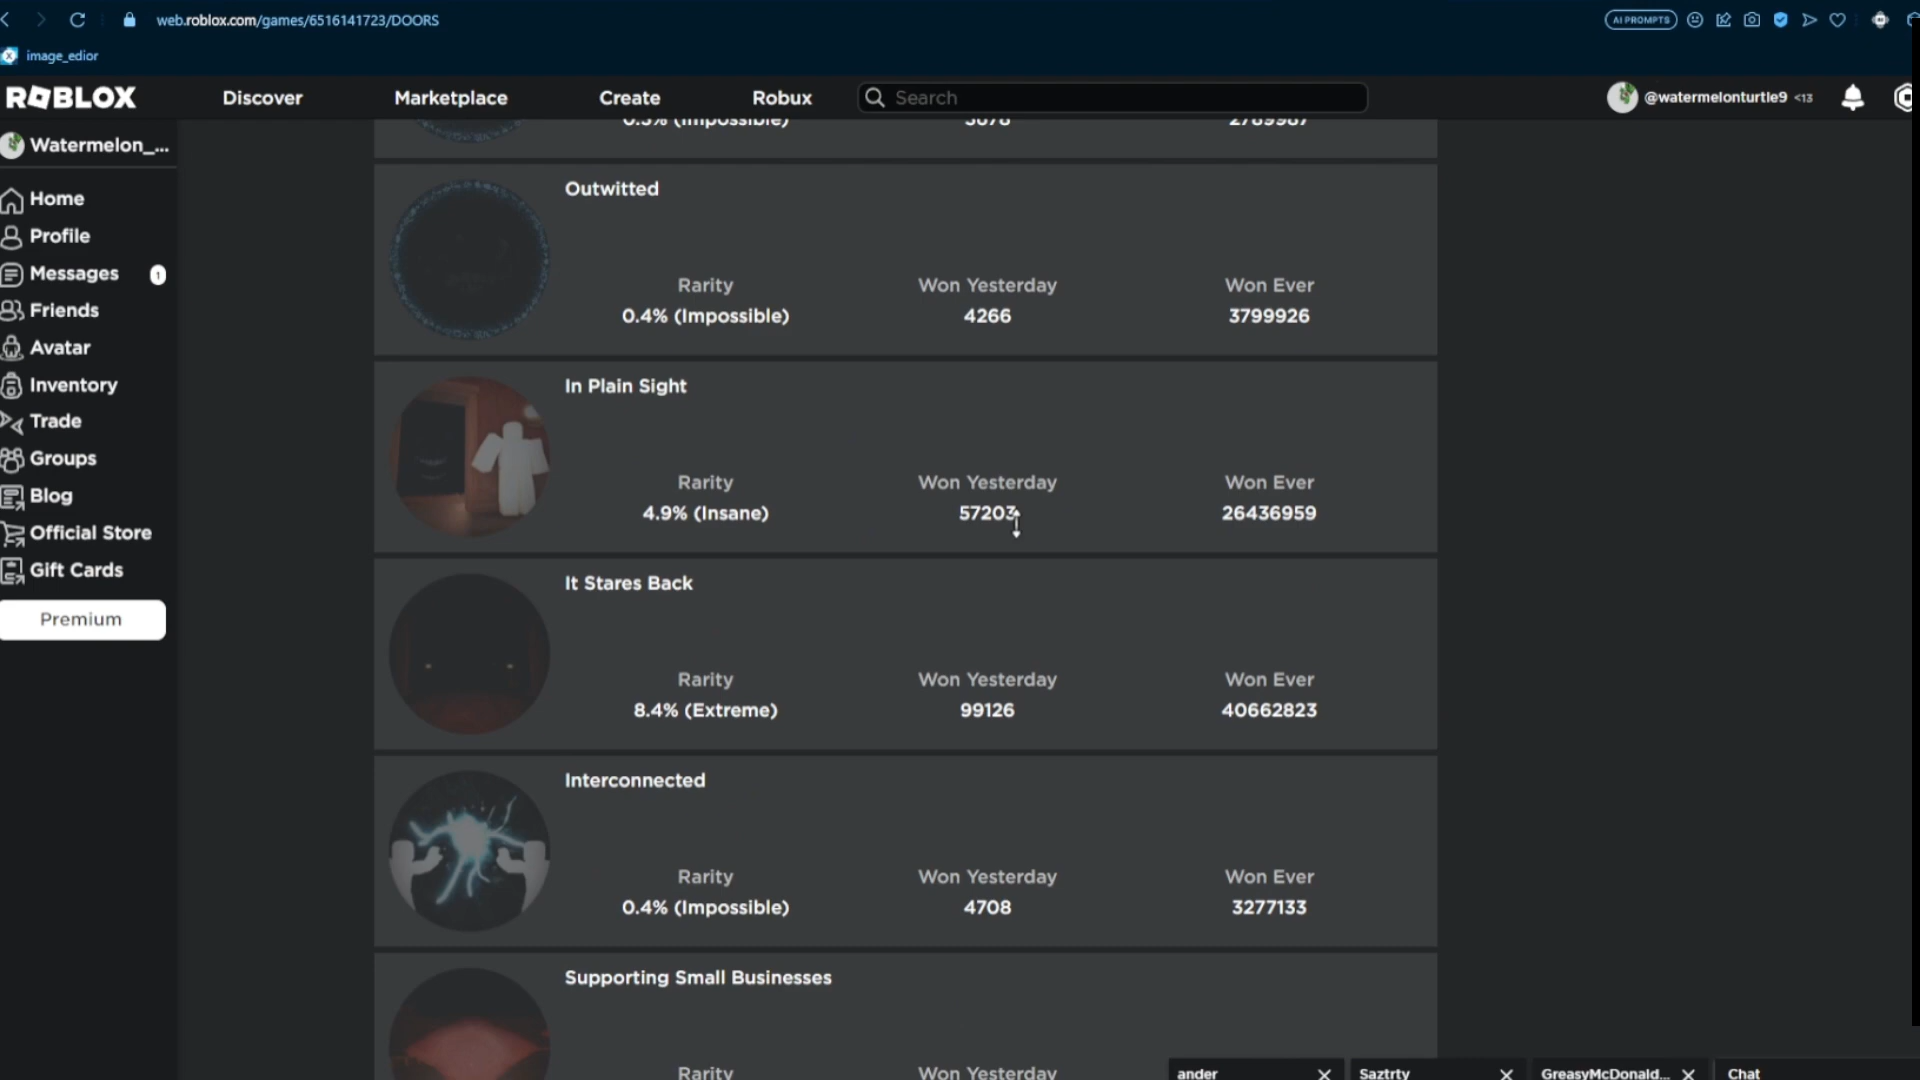 web.roblox.com/games/6516141723/DOORS
AI PROMPTS
image_edior
ROBLOX
Discover
Marketplace
Create
Robux
Search
@watermelonturtle9 <13
Watermelon_...
Home
Profile
Messages
1
Friends
Avatar
Inventory
Trade
Groups
Blog
Official Store
Gift Cards
Premium
(Impossible)
Outwitted
Rarity Won Yesterday Won Ever
0.4% (Impossible) 4266 3799926
In Plain Sight
Rarity Won Yesterday Won Ever
4.9% (Insane) 57203 26436959
It Stares Back
Rarity Won Yesterday Won Ever
8.4% (Extreme) 99126 40662823
Interconnected
Rarity Won Yesterday Won Ever
0.4% (Impossible) 4708 3277133
Supporting Small Businesses
Rarity Won Yesterday
ander
Saztrty
GreasyMcDonald...
Chat